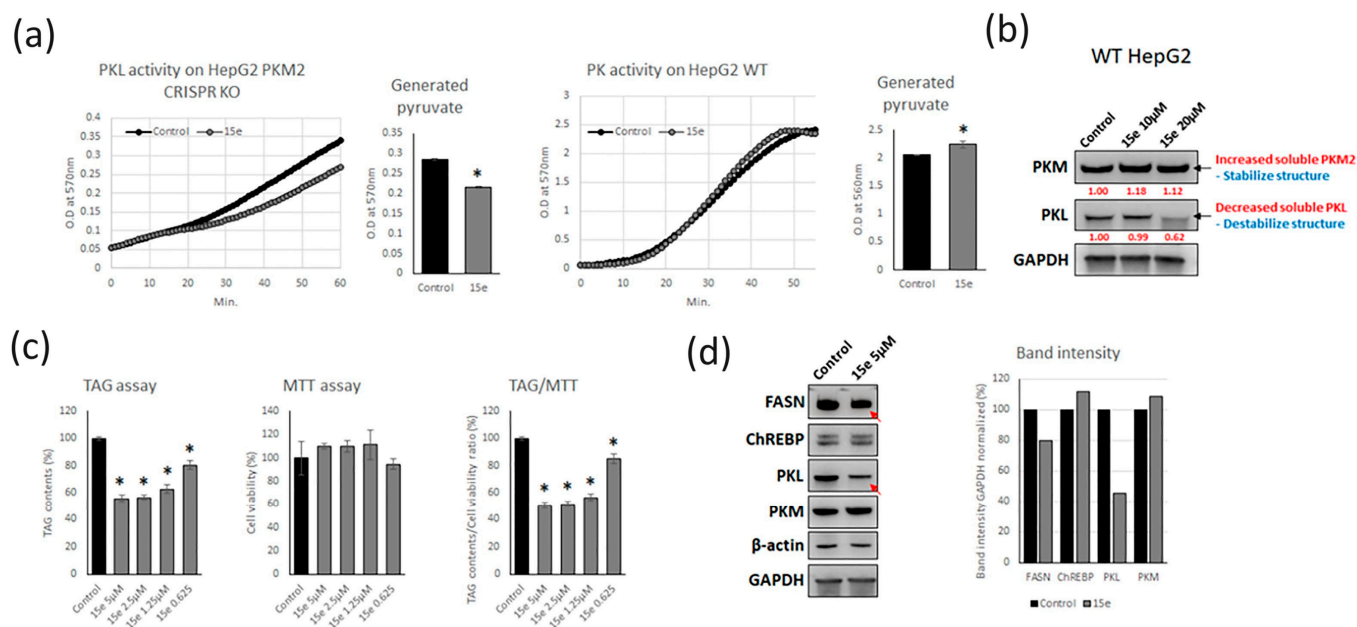 (a)
PKL activity on HepG2 PKM2
CRISPR KO
0.4
0.35
0.3
0.25
0.2
0.15
0.1
0.05
0
O.D at 570nm
Control
15e
0 10 20 30 40 50 60
Min.
Generated
pyruvate
0.35
0.3
0.25
0.2
0.15
0.1
0.05
0
O.D at 570nm
*
Control 15e
PK activity on HepG2 WT
3
2.5
2
1.5
1
0.5
0
O.D at 570nm
Control
15e
0 10 20 30 40 50
Min.
Generated
pyruvate
2.5
2
1.5
1
0.5
0
O.D at 560nm
*
Control 15e
(b)
WT HepG2
Control
15e 10μM
15e 20μM
PKM
1.00 1.18 1.12
Increased soluble PKM2
- Stabilize structure
PKL
1.00 0.99 0.62
Decreased soluble PKL
- Destabilize structure
GAPDH
(c)
TAG assay
120
100
80
60
40
20
0
TAG contents (%)
* * * *
Control
15e 5μM
15e 2.5μM
15e 1.25μM
15e 0.625
MTT assay
140
120
100
80
60
40
20
0
Cell viability (%)
Control
15e 5μM
15e 2.5μM
15e 1.25μM
15e 0.625
TAG/MTT
120
100
80
60
40
20
0
TAG contents/Cell viability ratio (%)
* * * *
Control
15e 5μM
15e 2.5μM
15e 1.25μM
15e 0.625
(d)
Control
15e 5μM
FASN
ChREBP
PKL
PKM
β-actin
GAPDH
Band intensity
120
100
80
60
40
20
0
Band intensity GAPDH normalized (%)
FASN ChREBP PKL PKM
Control 15e